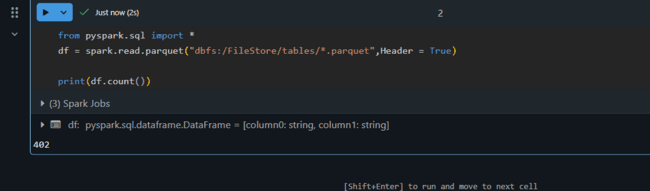 Just now (2s)
2
from pyspark.sql import *
df = spark.read.parquet("dbfs:/FileStore/tables/*.parquet",Header = True)
print(df.count())
(3) Spark Jobs
df: pyspark.sql.dataframe.DataFrame = [column0: string, column1: string]
402
[Shift+Enter] to run and move to next cell